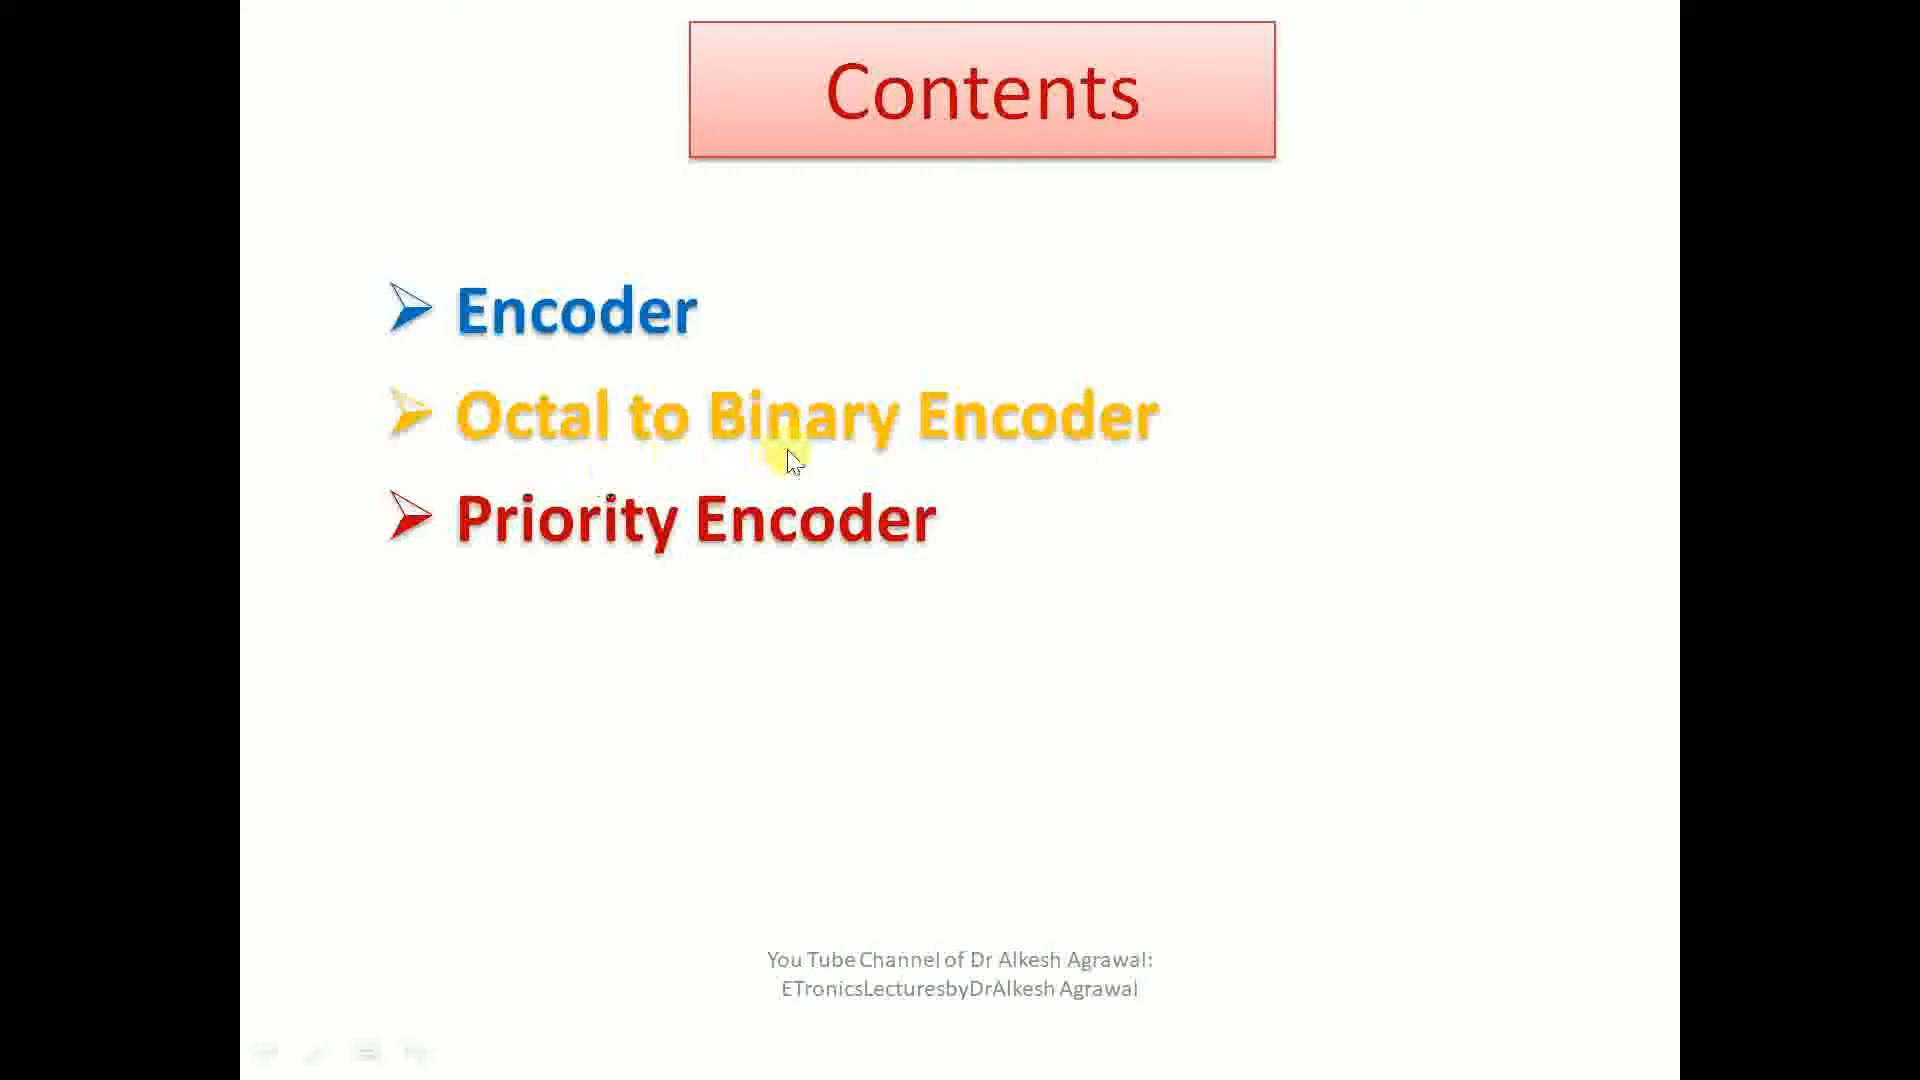 Contents
Encoder
Octal to Binary Encoder
Priority Encoder
You Tube Channel of Dr Alkesh Agrawal:
ETronicsLecturesbyDrAlkesh Agrawal